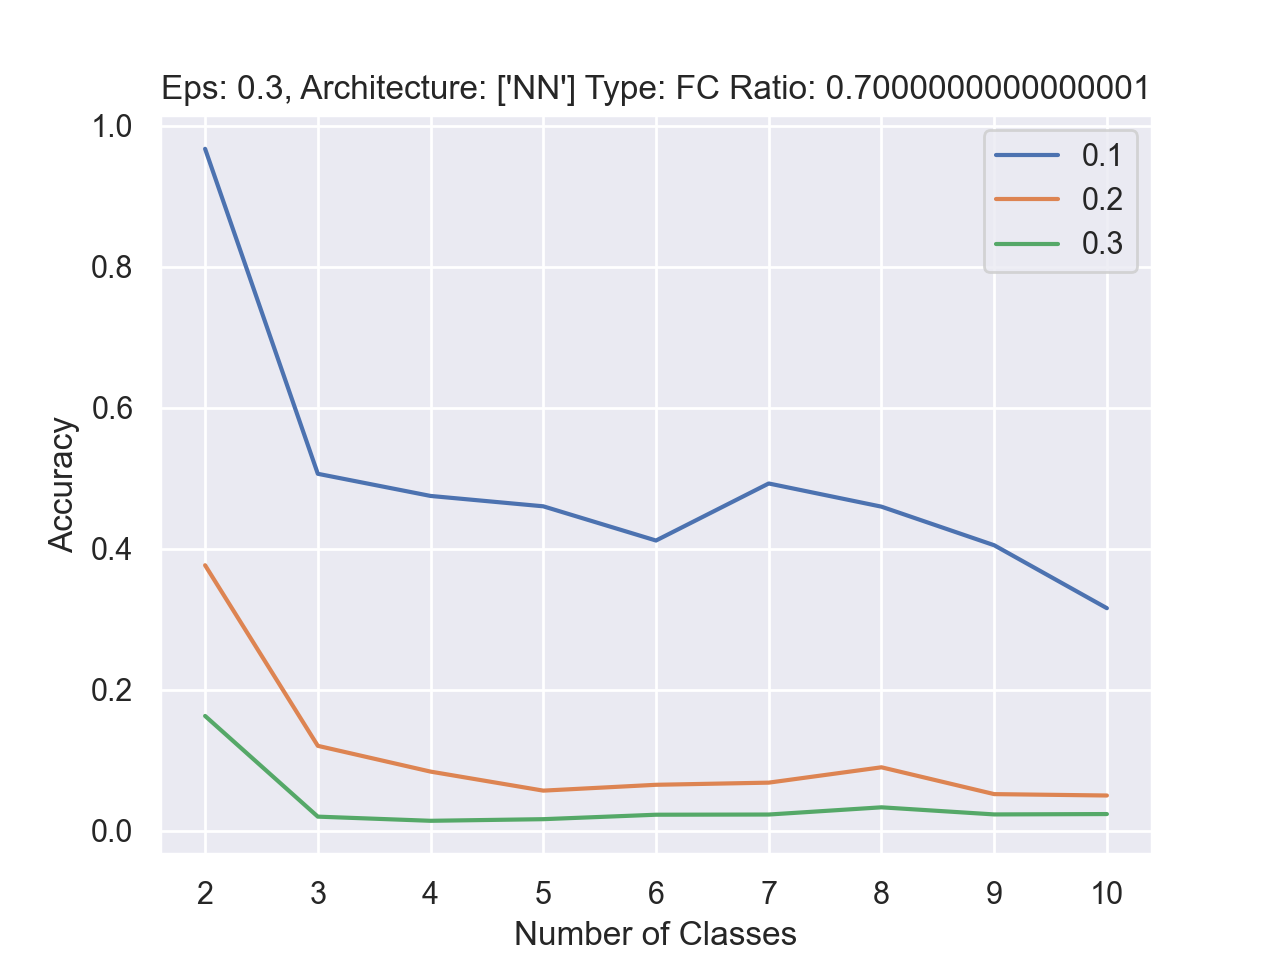 Eps: 0.3, Architecture: ['NN'] Type: FC Ratio: 0.7000000000000001
1.0
0.8
0.6
0.4
0.2
0.0
Accuracy
0.1
0.2
0.3
2 3 4 5 6 7 8 9 10
Number of Classes